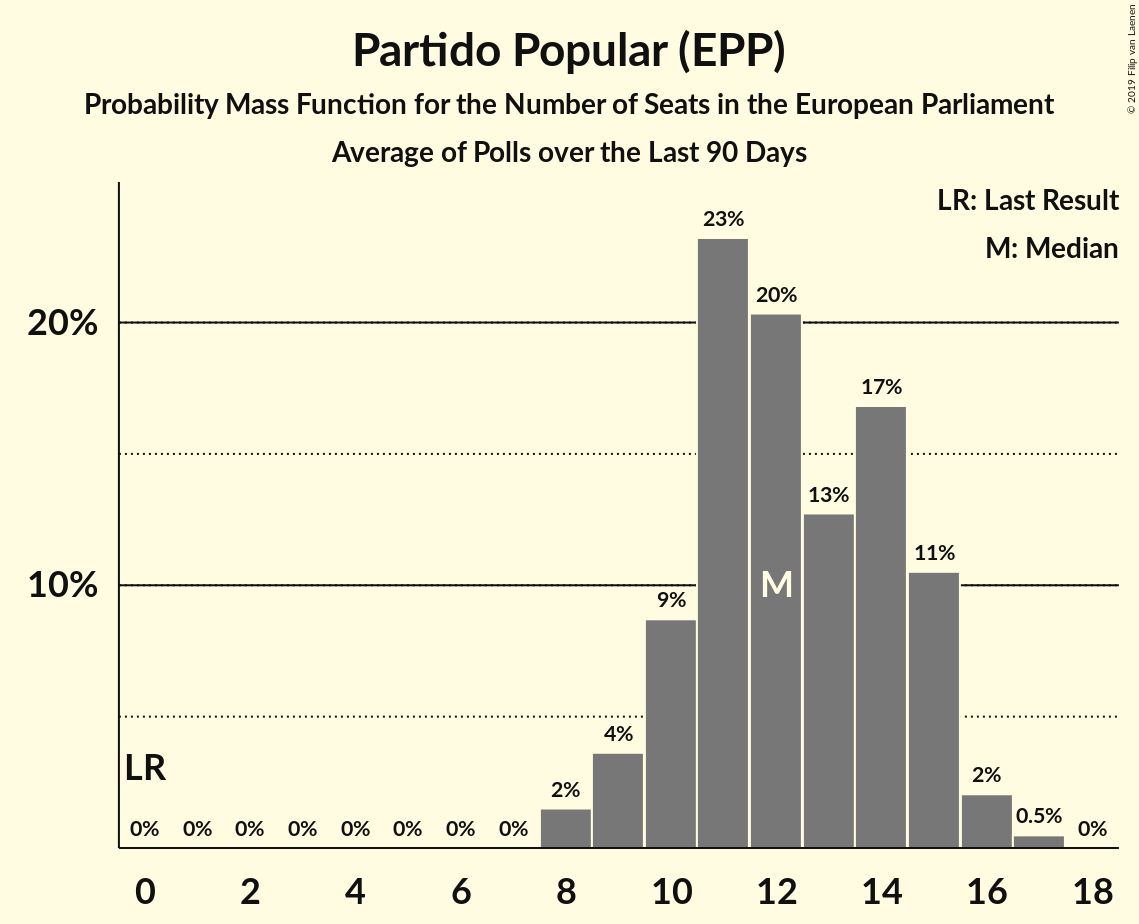 Partido Popular (EPP)
Probability Mass Function for the Number of Seats in the European Parliament
Average of Polls over the Last 90 Days
© 2019 Filip van Laenen
LR: Last Result
M: Median
23%
20%
20%
17%
13%
11%
10%
M
9%
4%
LR
2%
2%
0% 0% 0% 0% 0% 0% 0% 0% 0.5% 0%
0 2 4 6 8 10 12 14 16 18